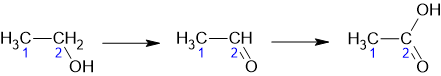 H₃C—CH₂ → H₃C—CH → H₃C—C
1 2 OH 1 2 O 1 2 OH O